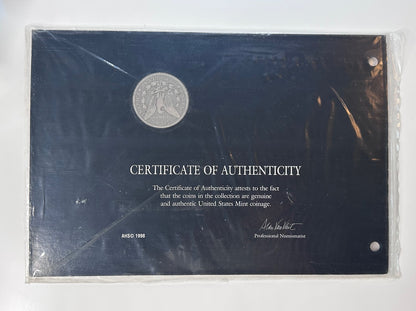 CERTIFICATE OF AUTHENTICITY
The Certificate of Authenticity attests to the fact
that the coins in the collection are genuine
and authentic United States Mint coinage.
Professional Numismatist
AHSG 1998